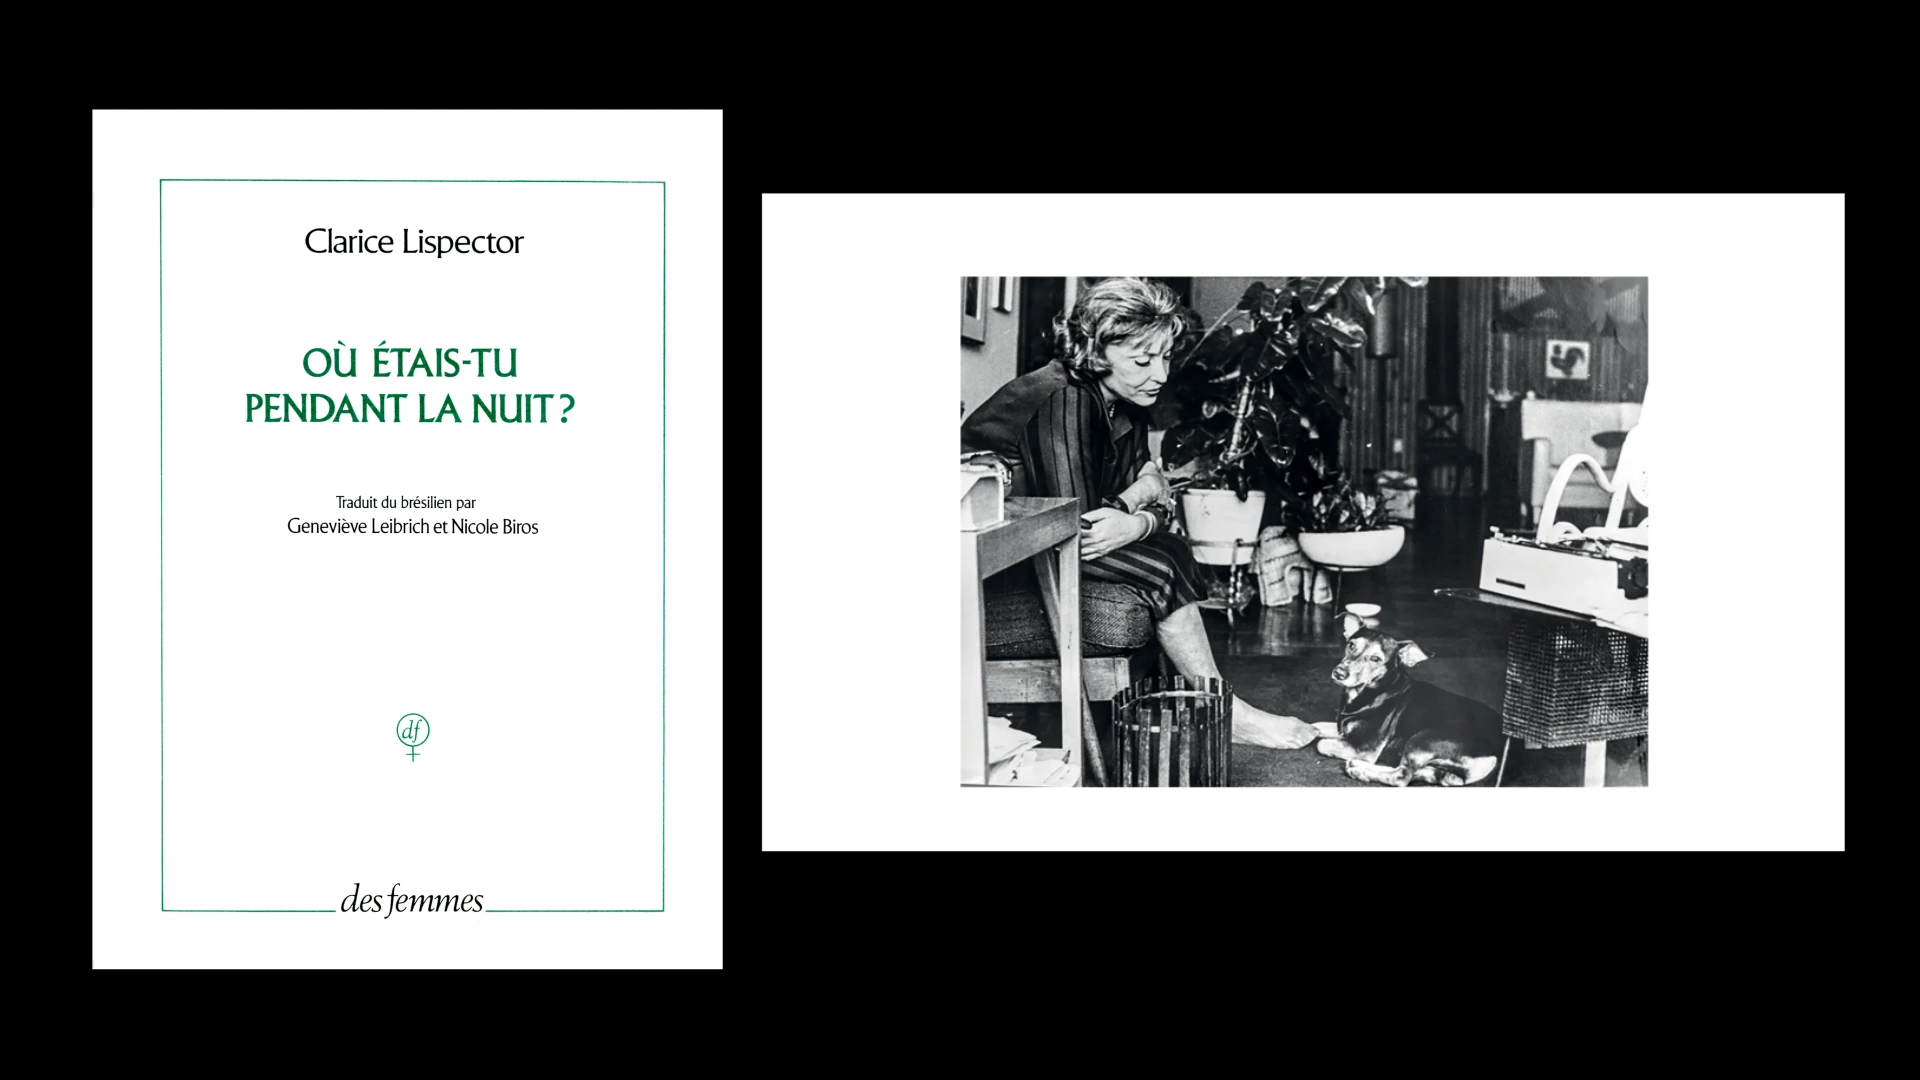 Clarice Lispector
OÙ ÉTAIS-TU
PENDANT LA NUIT ?
Traduit du brésilien par
Geneviève Leibrich et Nicole Biros
df
des femmes